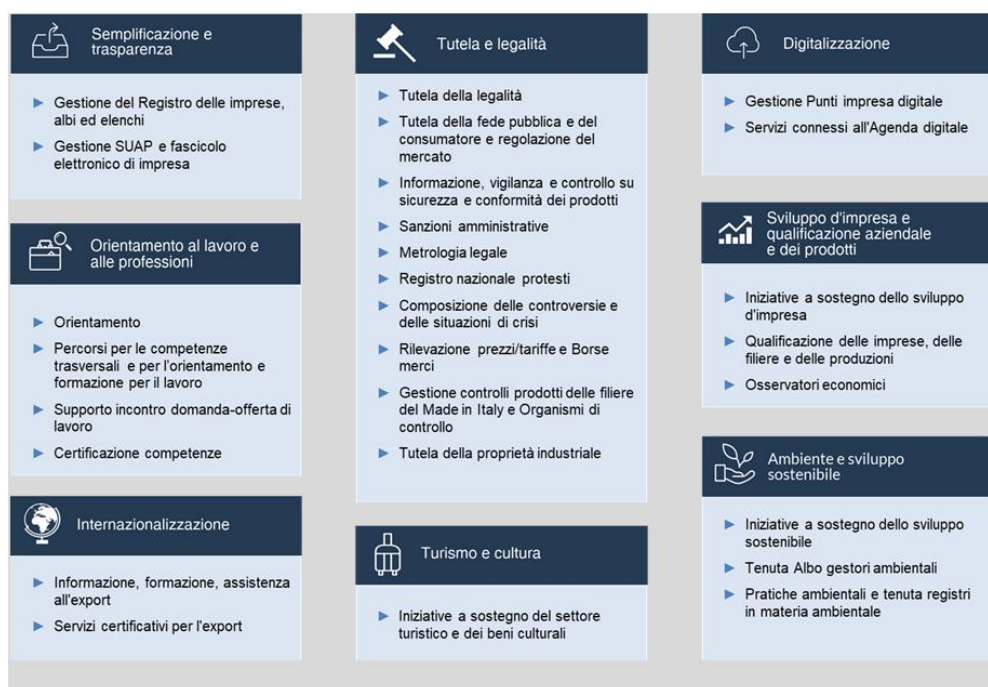 Semplificazione e
trasparenza
Gestione del Registro delle imprese,
albi ed elenchi
Gestione SUAP e fascicolo
elettronico di impresa
Orientamento al lavoro e
alle professioni
Orientamento
Percorsi per le competenze
trasversali e per l'orientamento e
formazione per il lavoro
Supporto incontro domanda-offerta di
lavoro
Certificazione competenze
Internazionalizzazione
Informazione, formazione, assistenza
all'export
Servizi certificativi per l'export
Tutela e legalità
Tutela della legalità
Tutela della fede pubblica e del
consumatore e regolazione del
mercato
Informazione, vigilanza e controllo su
sicurezza e conformità dei prodotti
Sanzioni amministrative
Metrologia legale
Registro nazionale protesti
Composizione delle controversie e
delle situazioni di crisi
Rilevazione prezzi/tariffe e Borse
merci
Gestione controlli prodotti delle filiere
del Made in Italy e Organismi di
controllo
Tutela della proprietà industriale
Turismo e cultura
Iniziative a sostegno del settore
turistico e dei beni culturali
Digitalizzazione
Gestione Punti impresa digitale
Servizi connessi all'Agenda digitale
Sviluppo d'impresa e
qualificazione aziendale
e dei prodotti
Iniziative a sostegno dello sviluppo
d'impresa
Qualificazione delle imprese, delle
filiere e delle produzioni
Osservatori economici
Ambiente e sviluppo
sostenibile
Iniziative a sostegno dello sviluppo
sostenibile
Tenuta Albo gestori ambientali
Pratiche ambientali e tenuta registri
in materia ambientale